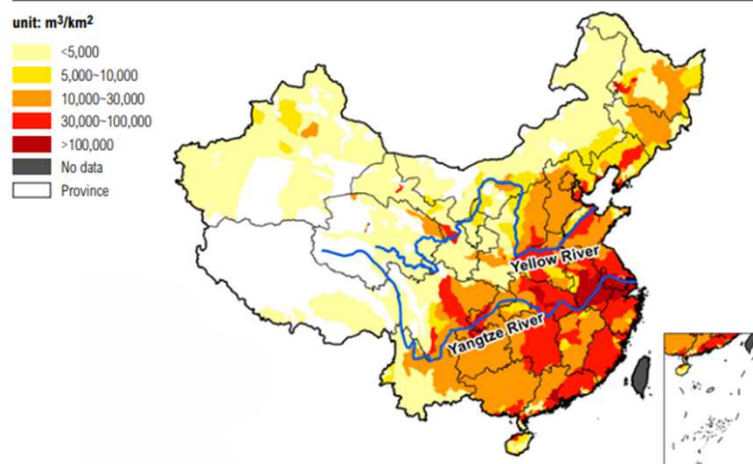 unit: m³/km²
<5,000
5,000~10,000
10,000~30,000
30,000~100,000
>100,000
No data
Province
Yellow River
Yangtze River